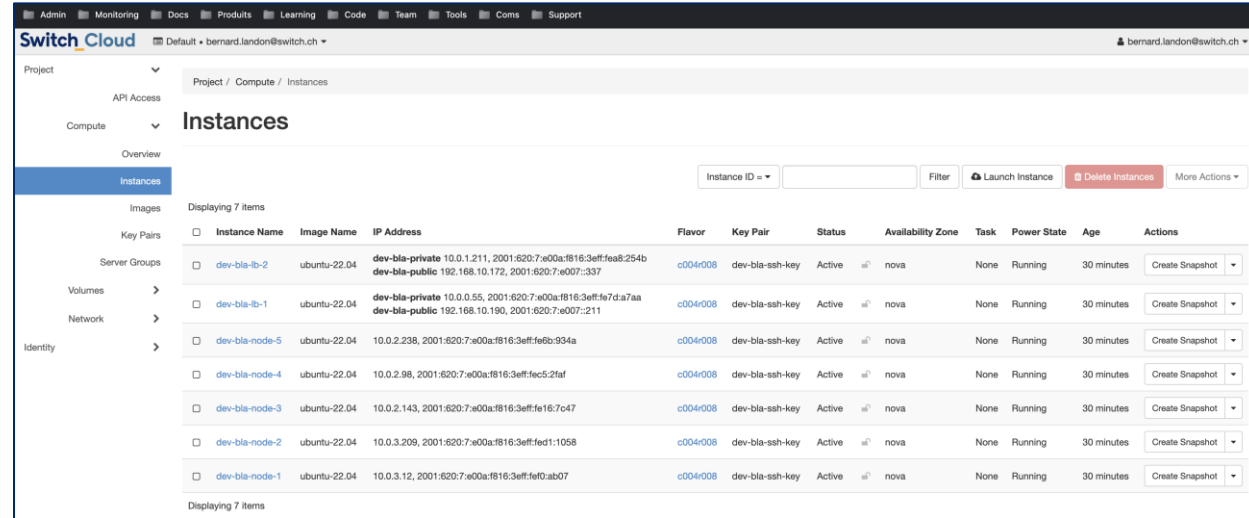 Admin Monitoring Docs Produits Learning Code Team Tools Coms Support
Switch Cloud Default • bernard.landon@switch.ch bernard.landon@switch.ch
Project
API Access
Compute
Overview
Instances
Images
Key Pairs
Server Groups
Volumes
Network
Identity
Project / Compute / Instances
Instances
Instance ID = Filter Launch Instance Delete Instances More Actions
Displaying 7 items
Instance Name Image Name IP Address Flavor Key Pair Status Availability Zone Task Power State Age Actions
dev-bla-lb-2 ubuntu-22.04 dev-bla-private 10.0.1.211, 2001:620:7:e00a:f816:3eff:fea8:254b c004r008 dev-bla-ssh-key Active nova None Running 30 minutes Create Snapshot
dev-bla-public 192.168.10.172, 2001:620:7:e007::337
dev-bla-lb-1 ubuntu-22.04 dev-bla-private 10.0.0.55, 2001:620:7:e00a:f816:3eff:fe7d:a7aa c004r008 dev-bla-ssh-key Active nova None Running 30 minutes Create Snapshot
dev-bla-public 192.168.10.190, 2001:620:7:e007::211
dev-bla-node-5 ubuntu-22.04 10.0.2.238, 2001:620:7:e00a:f816:3eff:fe6b:934a c004r008 dev-bla-ssh-key Active nova None Running 30 minutes Create Snapshot
dev-bla-node-4 ubuntu-22.04 10.0.2.98, 2001:620:7:e00a:f816:3eff:fec5:2faf c004r008 dev-bla-ssh-key Active nova None Running 30 minutes Create Snapshot
dev-bla-node-3 ubuntu-22.04 10.0.2.143, 2001:620:7:e00a:f816:3eff:fe16:7c47 c004r008 dev-bla-ssh-key Active nova None Running 30 minutes Create Snapshot
dev-bla-node-2 ubuntu-22.04 10.0.3.209, 2001:620:7:e00a:f816:3eff:fed1:1058 c004r008 dev-bla-ssh-key Active nova None Running 30 minutes Create Snapshot
dev-bla-node-1 ubuntu-22.04 10.0.3.12, 2001:620:7:e00a:f816:3eff:fef0:ab07 c004r008 dev-bla-ssh-key Active nova None Running 30 minutes Create Snapshot
Displaying 7 items